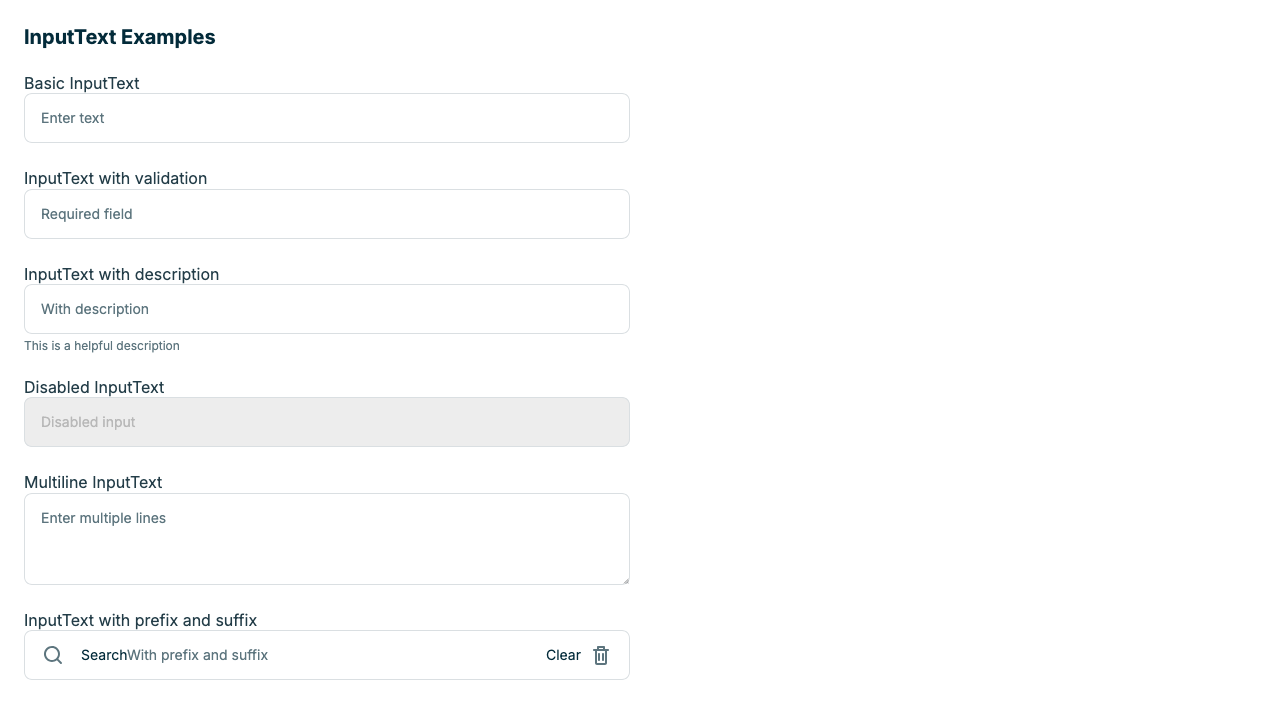 InputText Examples
Basic InputText
Enter text
InputText with validation
Required field
InputText with description
With description
This is a helpful description
Disabled InputText
Disabled input
Multiline InputText
Enter multiple lines
InputText with prefix and suffix
SearchWith prefix and suffix Clear